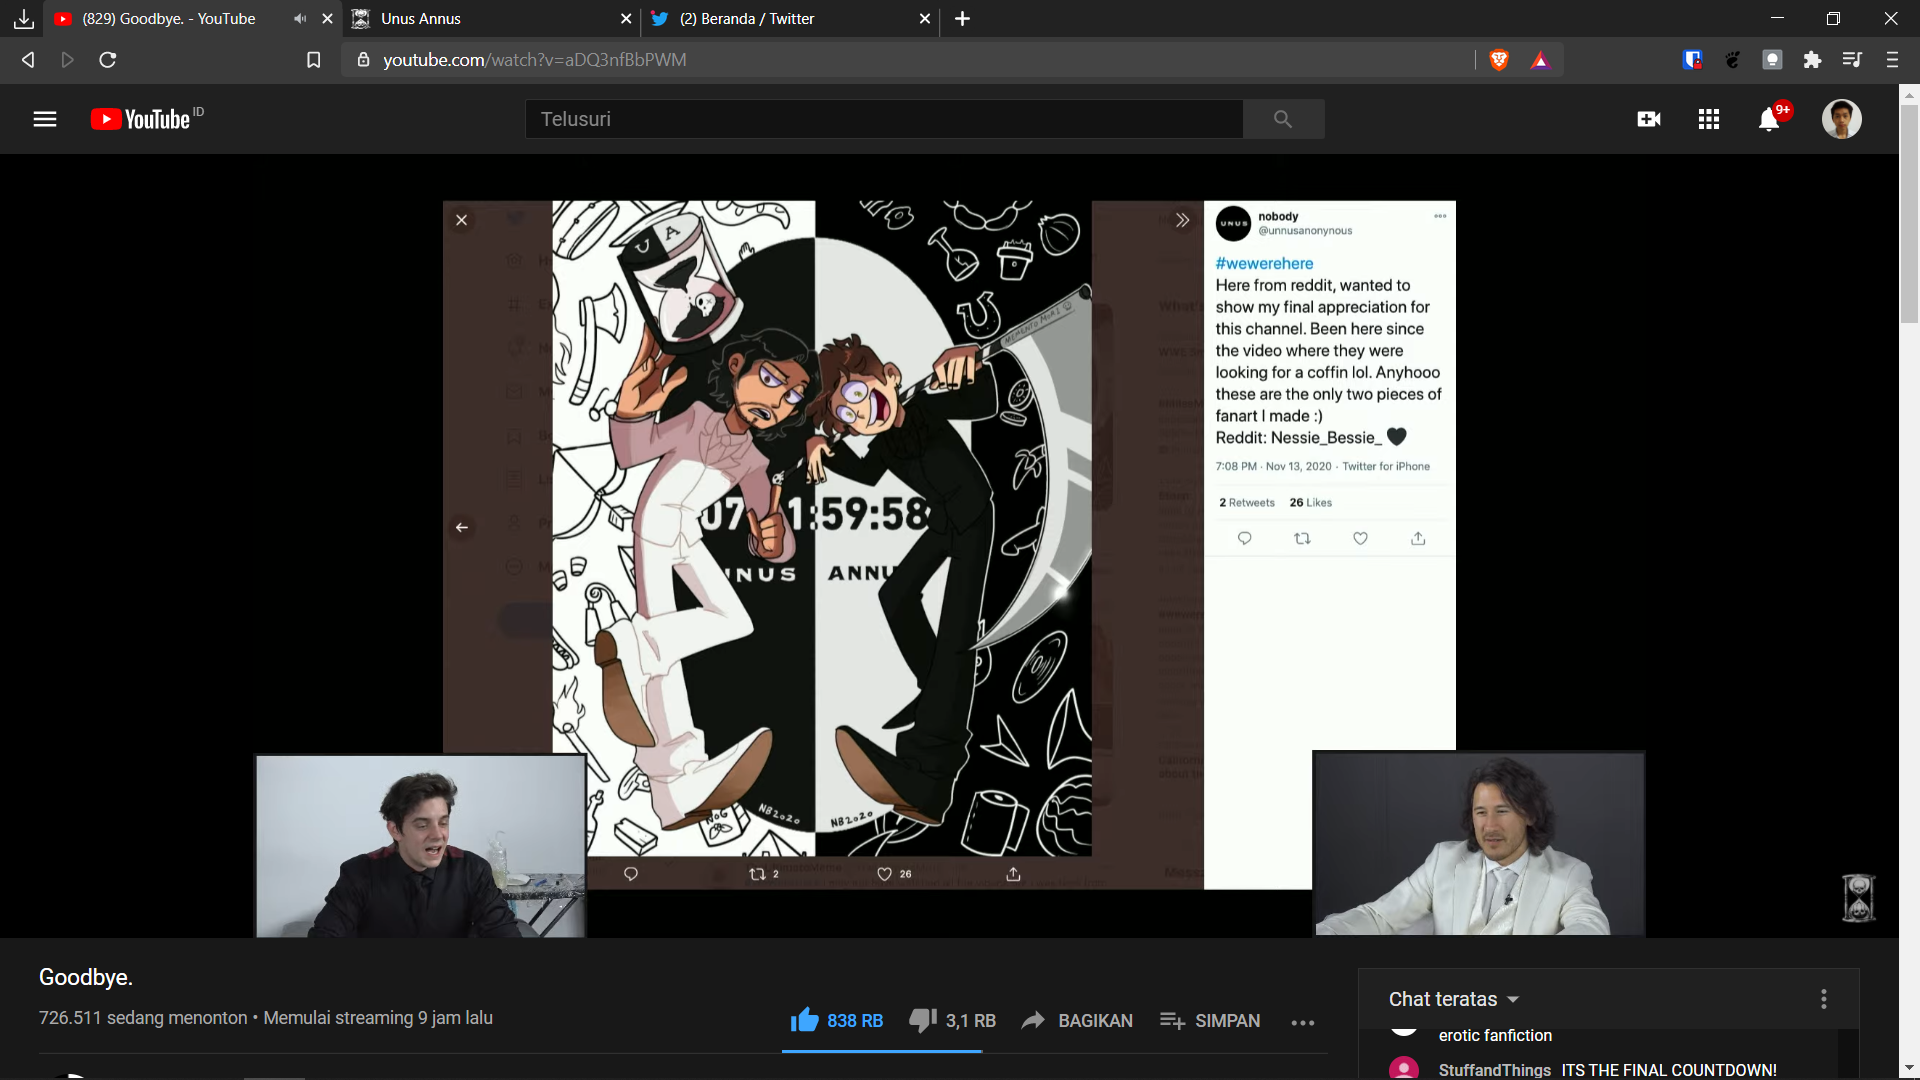 (829) Goodbye. - YouTube
Unus Annus
(2) Beranda / Twitter
youtube.com/watch?v=aDQ3nfBbPWM
YouTube ID
Telusuri
9+
U A
MEMENTO MORI
07 1:59:58
UNUS ANNU
NB2020
NB2020
UNUS
nobody
@unnusanonynous
#wewerehere
Here from reddit, wanted to
show my final appreciation for
this channel. Been here since
the video where they were
looking for a coffin lol. Anyhooo
these are the only two pieces of
fanart I made :)
Reddit: Nessie_Bessie_ 🖤
7:08 PM · Nov 13, 2020 · Twitter for iPhone
2 Retweets 26 Likes
2
26
Goodbye.
726.511 sedang menonton • Memulai streaming 9 jam lalu
838 RB
3,1 RB
BAGIKAN
SIMPAN
Chat teratas
erotic fanfiction
StuffandThings ITS THE FINAL COUNTDOWN!